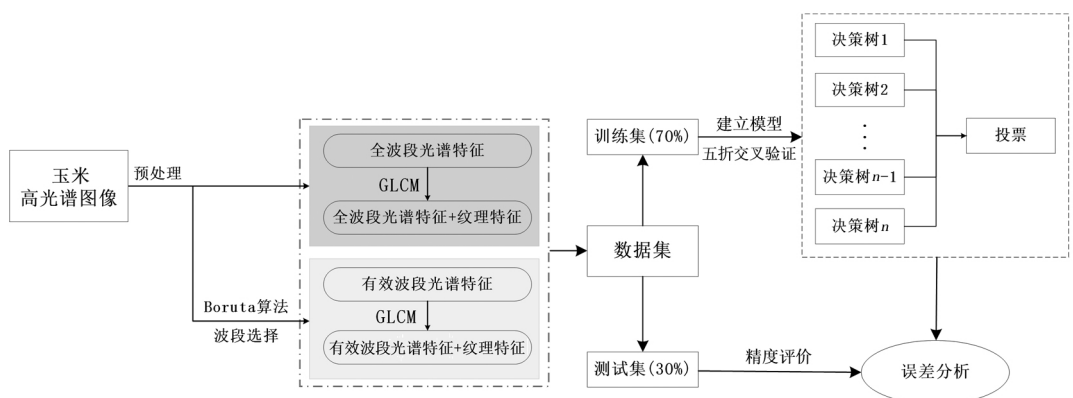 玉米
高光谱图像
预处理
Boruta算法
波段选择
全波段光谱特征
GLCM
全波段光谱特征+纹理特征
有效波段光谱特征
GLCM
有效波段光谱特征+纹理特征
数据集
训练集(70%)
测试集(30%)
建立模型
五折交叉验证
决策树1
决策树2
⋮
决策树n-1
决策树n
投票
精度评价
误差分析